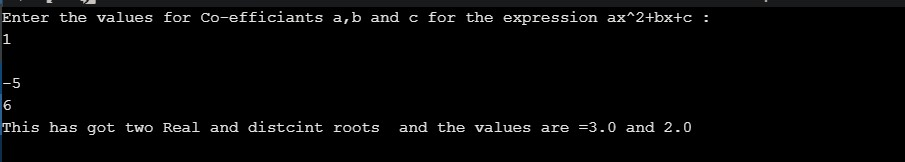 Enter the values for Co-efficiants a,b and c for the expression ax^2+bx+c :
1
-5
6
This has got two Real and distcint roots  and the values are =3.0 and 2.0